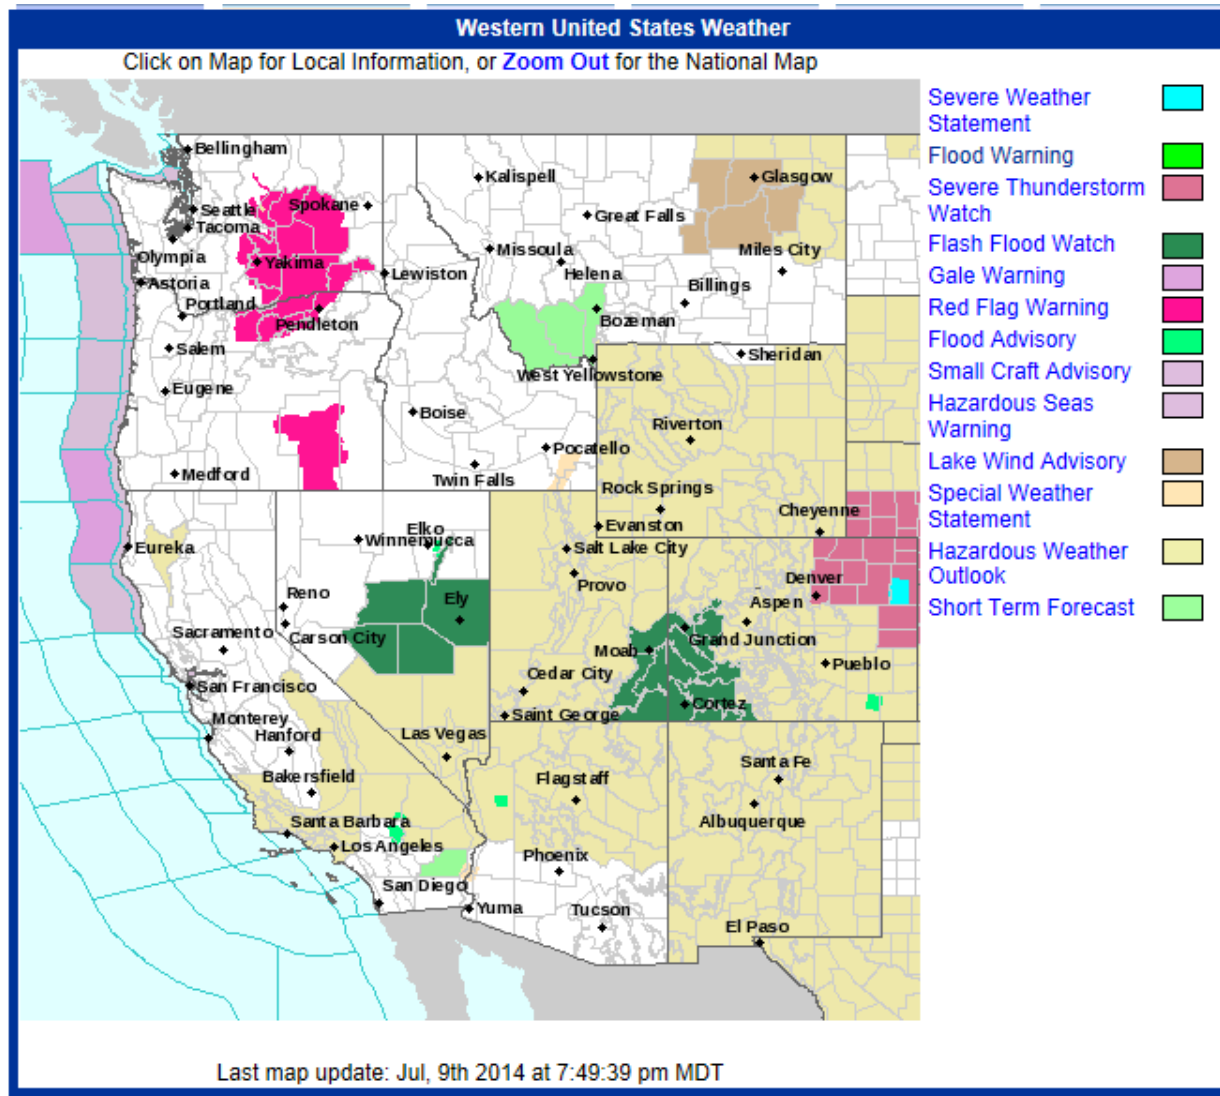 Western United States Weather
Click on Map for Local Information, or Zoom Out for the National Map
Severe Weather
Statement
Flood Warning
Severe Thunderstorm
Watch
Flash Flood Watch
Gale Warning
Red Flag Warning
Flood Advisory
Small Craft Advisory
Hazardous Seas
Warning
Lake Wind Advisory
Special Weather
Statement
Hazardous Weather
Outlook
Short Term Forecast
Bellingham
Kalispell
Glasgow
Seattle
Spokane
Great Falls
Tacoma
Olympia
Missoula
Miles City
Yakima
Lewiston
Helena
Astoria
Billings
Portland
Pendleton
Bozeman
Salem
Sheridan
West Yellowstone
Eugene
Boise
Riverton
Pocatello
Medford
Twin Falls
Rock Springs
Cheyenne
Elko
Evanston
Winnemucca
Eureka
Salt Lake City
Provo
Denver
Reno
Ely
Aspen
Sacramento
Carson City
Grand Junction
Moab
Pueblo
Cedar City
San Francisco
Cortez
Monterey
Saint George
Hanford
Las Vegas
Santa Fe
Bakersfield
Flagstaff
Santa Barbara
Albuquerque
Los Angeles
Phoenix
San Diego
Yuma
Tucson
El Paso
Last map update: Jul, 9th 2014 at 7:49:39 pm MDT